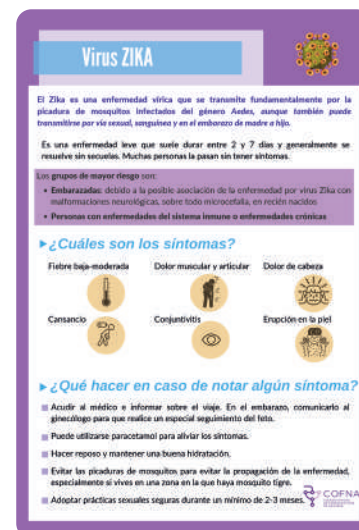 Virus ZIKA
El Zika es una enfermedad vírica que se transmite fundamentalmente por la
picadura de mosquitos infectados del género Aedes, aunque también puede
transmitirse por vía sexual, sanguínea y en el embarazo de madre a hijo.
Es una enfermedad leve que suele durar entre 2 y 7 días y generalmente se
resuelve sin secuelas. Muchas personas la pasan sin tener síntomas.
Los grupos de mayor riesgo son:
• Embarazadas: debido a la posible asociación de la enfermedad por virus Zika con
malformaciones neurológicas, sobre todo microcefalia, en recién nacidos
• Personas con enfermedades del sistema inmune o enfermedades crónicas
¿Cuáles son los síntomas?
Fiebre baja-moderada Dolor muscular y articular Dolor de cabeza
Cansancio Conjuntivitis Erupción en la piel
¿Qué hacer en caso de notar algún síntoma?
Acudir al médico e informar sobre el viaje. En el embarazo, comunicarlo al
ginecólogo para que realice un especial seguimiento del feto.
Puede utilizarse paracetamol para aliviar los síntomas.
Hacer reposo y mantener una buena hidratación.
Evitar las picaduras de mosquitos para evitar la propagación de la enfermedad,
especialmente si vives en una zona en la que haya mosquito tigre.
Adoptar prácticas sexuales seguras durante un mínimo de 2-3 meses.
COFNA